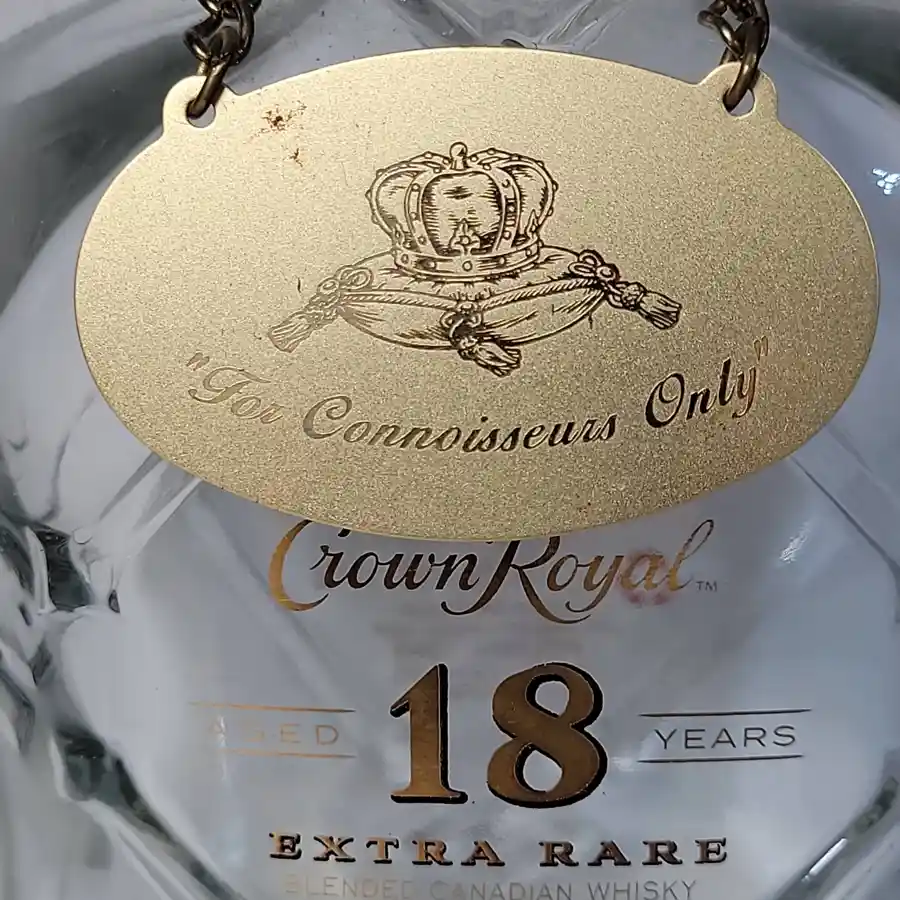 "For Connoisseurs Only"
Crown Royal™
AGED 18 YEARS
EXTRA RARE
BLENDED CANADIAN WHISKY